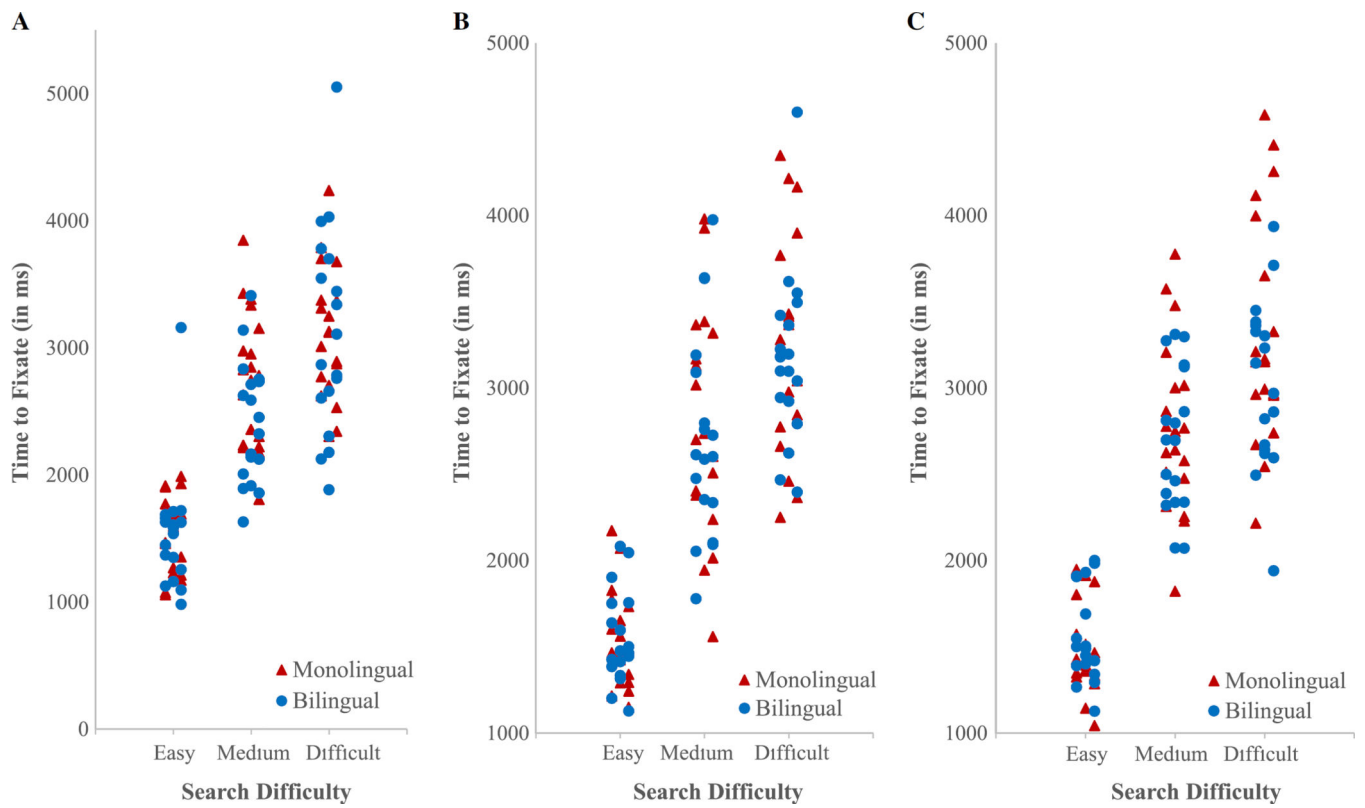 A
Time to Fixate (in ms)
5000
4000
3000
2000
1000
0
Monolingual
Bilingual
Easy Medium Difficult
Search Difficulty
B
Time to Fixate (in ms)
5000
4000
3000
2000
1000
Monolingual
Bilingual
Easy Medium Difficult
Search Difficulty
C
Time to Fixate (in ms)
5000
4000
3000
2000
1000
Monolingual
Bilingual
Easy Medium Difficult
Search Difficulty